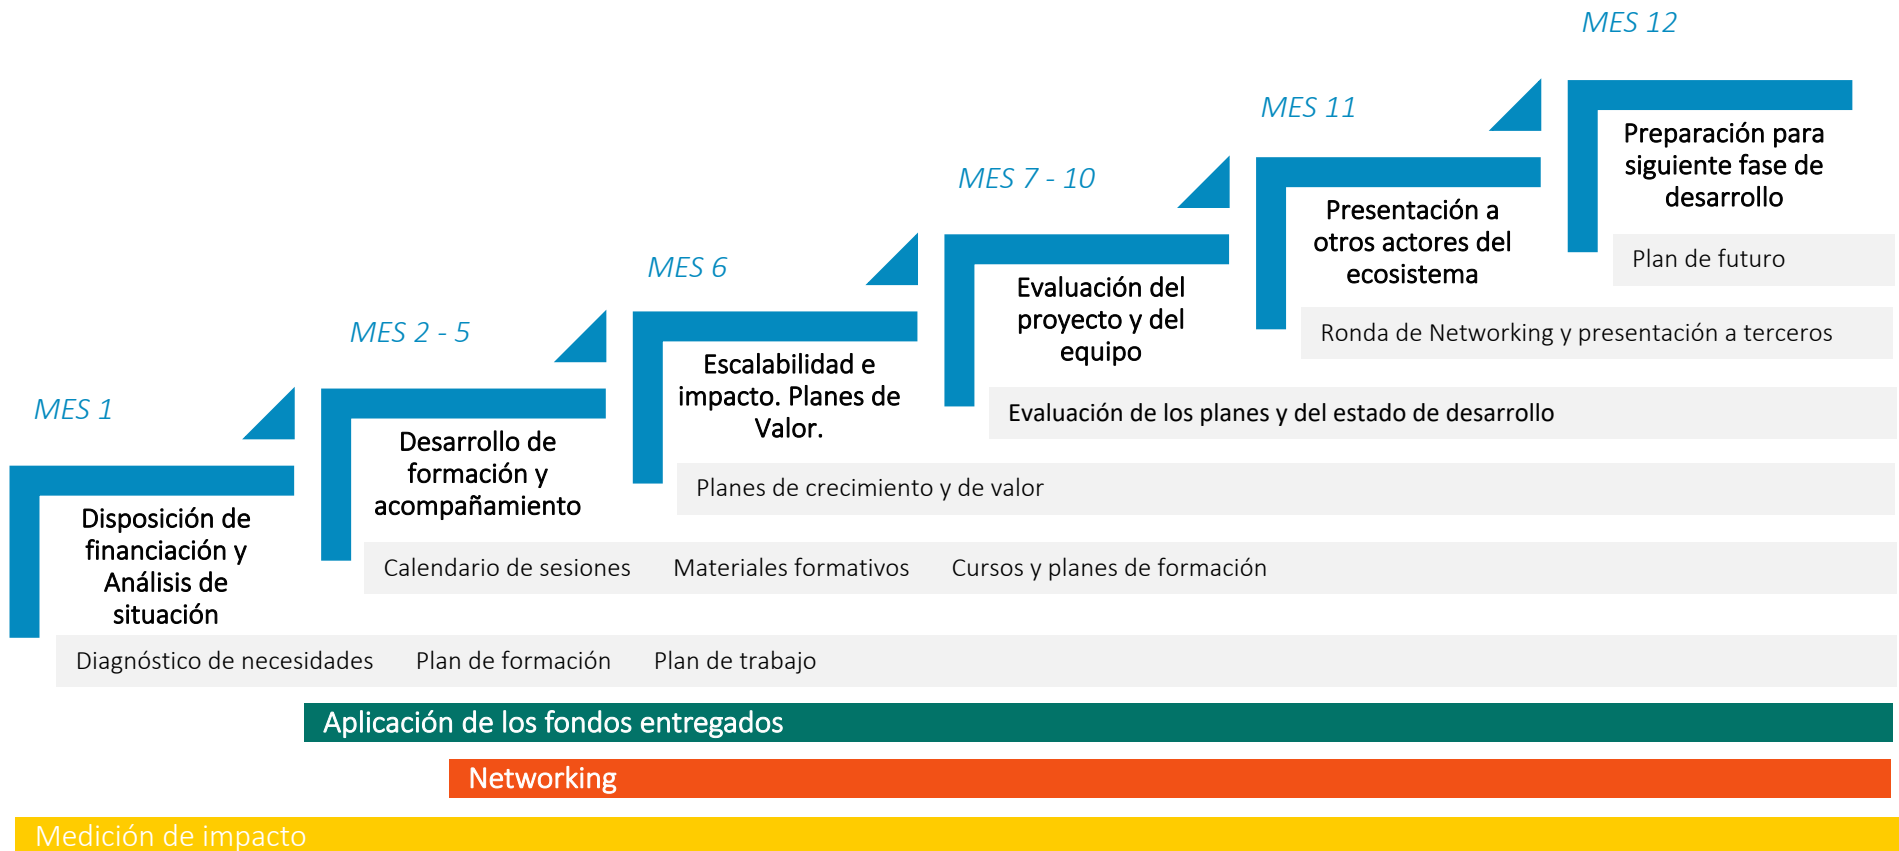 MES 1
Disposición de
financiación y
Análisis de
situación
Diagnóstico de necesidades Plan de formación Plan de trabajo
MES 2 - 5
Desarrollo de
formación y
acompañamiento
Calendario de sesiones Materiales formativos Cursos y planes de formación
MES 6
Escalabilidad e
impacto. Planes de
Valor.
Planes de crecimiento y de valor
MES 7 - 10
Evaluación del
proyecto y del
equipo
Evaluación de los planes y del estado de desarrollo
MES 11
Presentación a
otros actores del
ecosistema
Ronda de Networking y presentación a terceros
MES 12
Preparación para
siguiente fase de
desarrollo
Plan de futuro
Aplicación de los fondos entregados
Networking
Medición de impacto